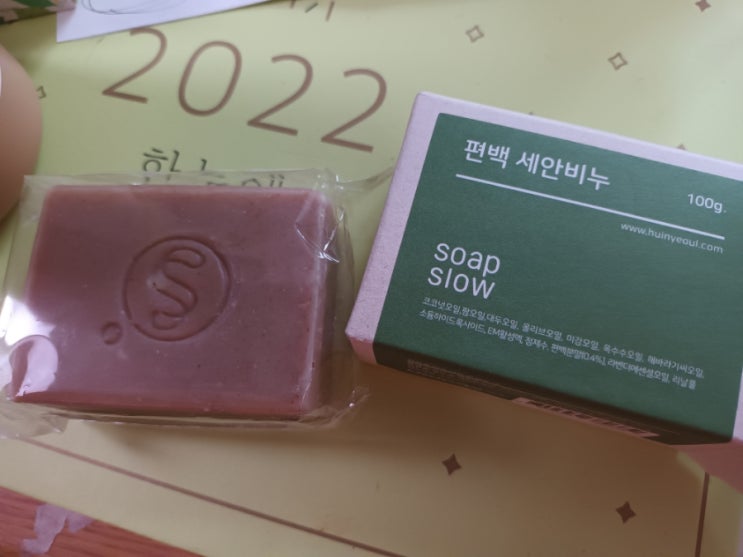 2022
한눈에
편백 세안비누
100g.
www.huinyeoul.com
soap
slow
코코넛오일,팜오일,대두오일, 올리브오일, 미강오일, 옥수수오일, 해바라기씨오일,
소듐하이드록사이드, EM활성액, 정제수, 편백분말(0.4%), 라벤더에센셜오일, 리날룰
S